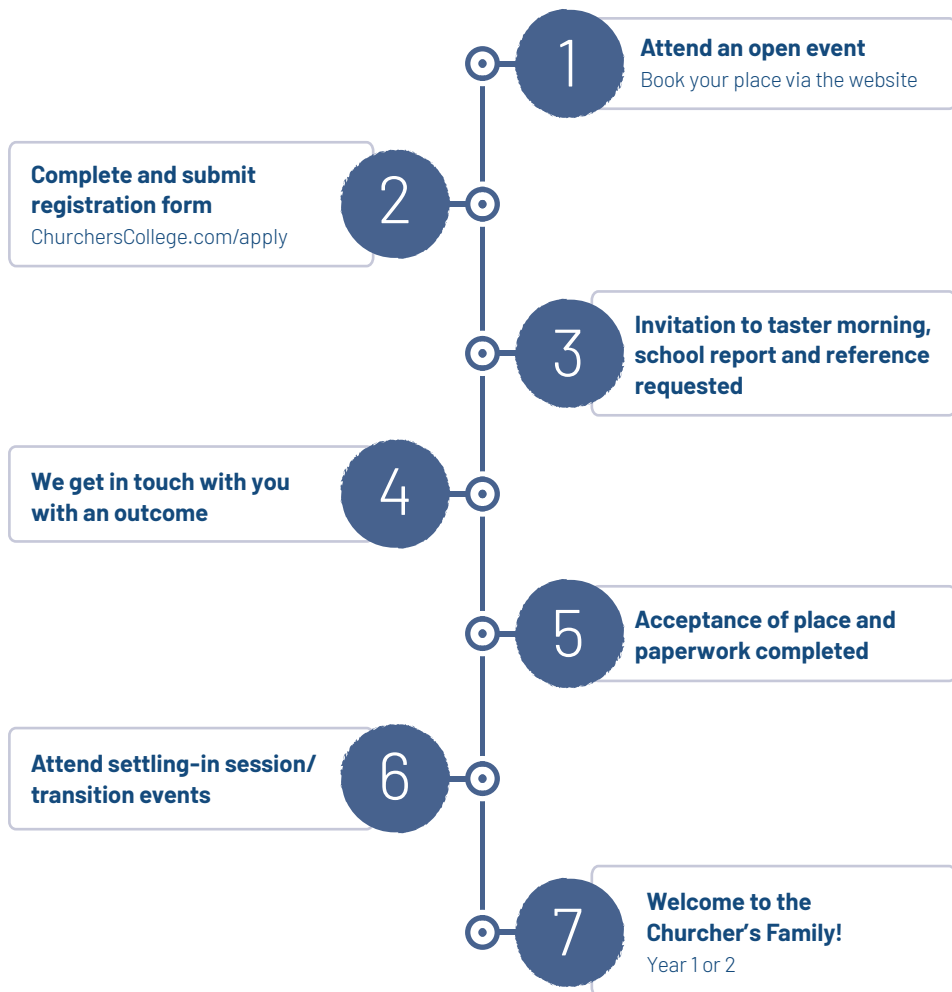 1
Attend an open event
Book your place via the website
2
Complete and submit
registration form
ChurchersCollege.com/apply
3
Invitation to taster morning,
school report and reference
requested
4
We get in touch with you
with an outcome
5
Acceptance of place and
paperwork completed
6
Attend settling-in session/
transition events
7
Welcome to the
Churcher's Family!
Year 1 or 2